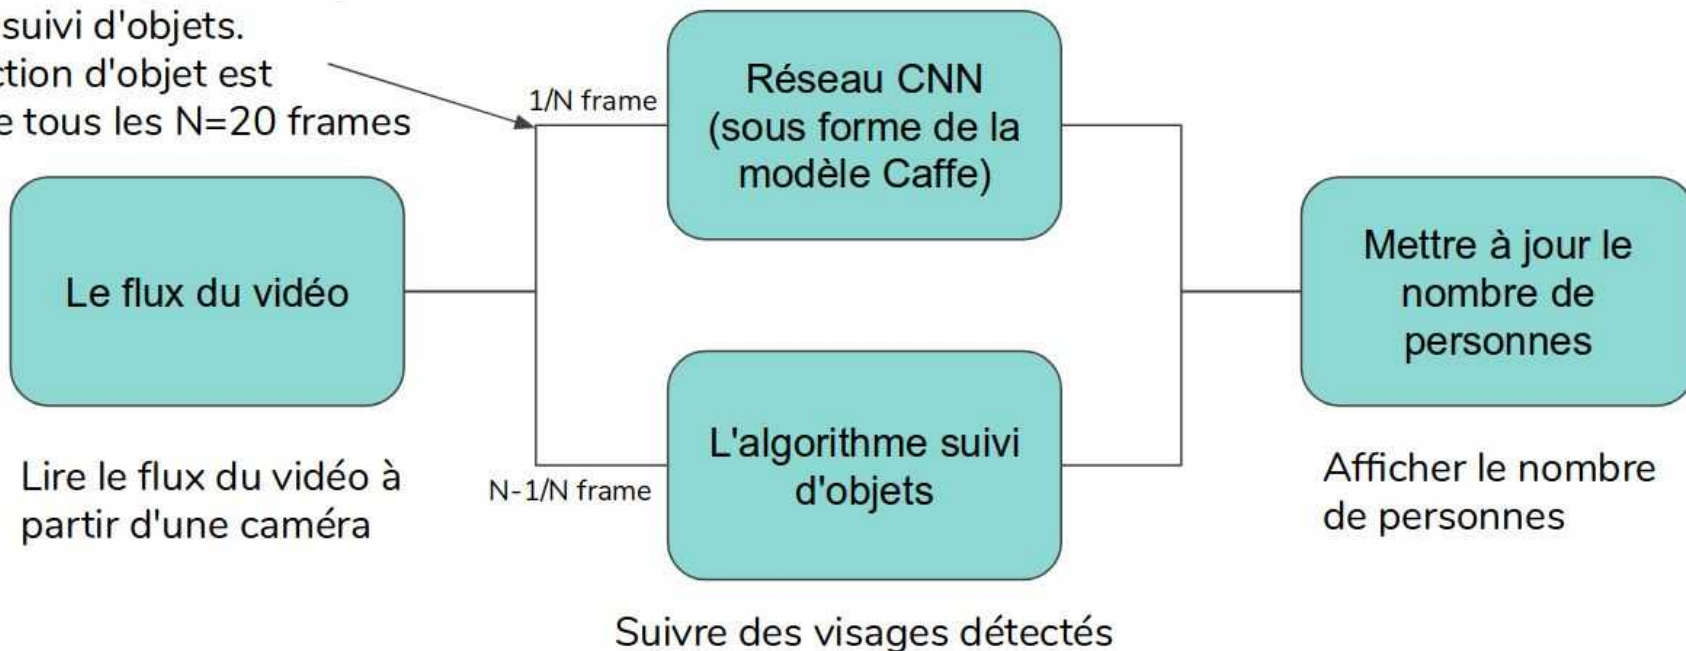 suivi d'objets.
est
tous les N=20 frames
1/N frame
Réseau CNN
(sous forme de la
modèle Caffe)
Le flux du vidéo
Lire le flux du vidéo à
partir d'une caméra
N-1/N frame
L'algorithme suivi
d'objets
Suivre des visages détectés
Mettre à jour le
nombre de
personnes
Afficher le nombre
de personnes